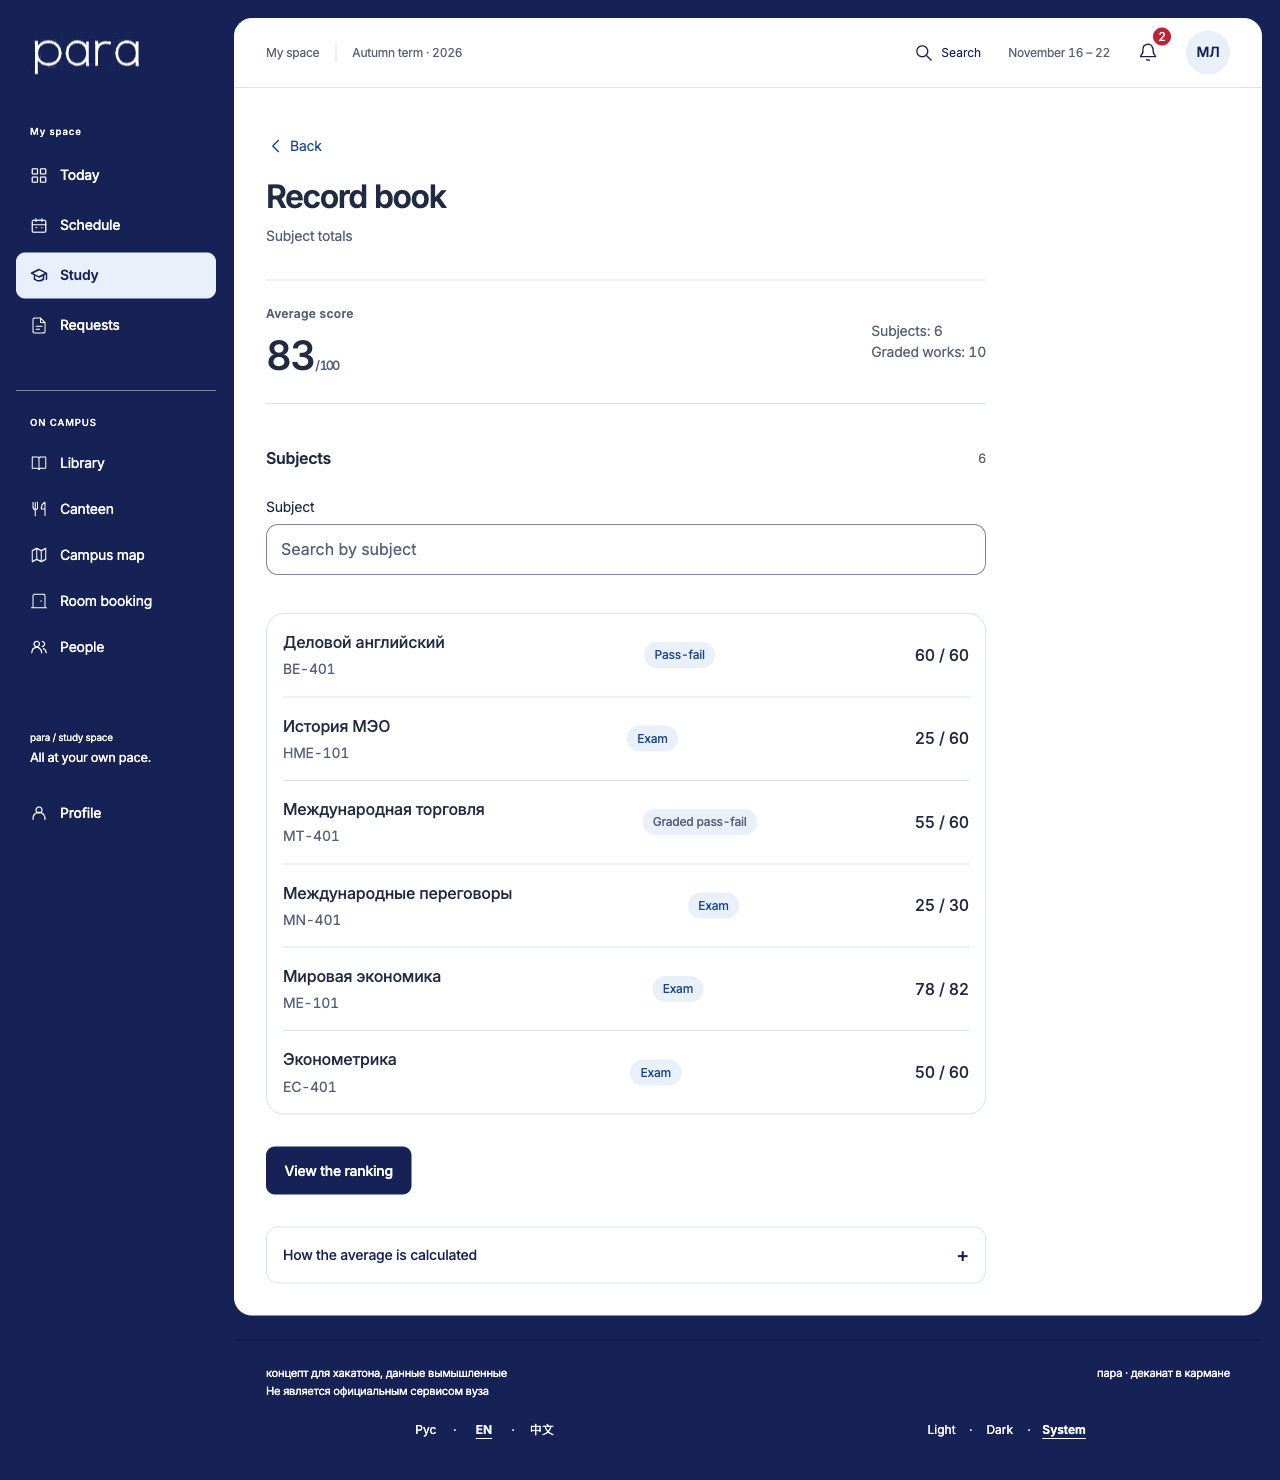 para
My space
Today
Schedule
Study
Requests
ON CAMPUS
Library
Canteen
Campus map
Room booking
People
para / study space
All at your own pace.
Profile
My space
Autumn term · 2026
Search
November 16 – 22
2
МЛ
Back
Record book
Subject totals
Average score
83/100
Subjects: 6
Graded works: 10
Subjects
6
Subject
Search by subject
Деловой английский
BE-401
Pass-fail
60 / 60
История МЭО
HME-101
Exam
25 / 60
Международная торговля
MT-401
Graded pass-fail
55 / 60
Международные переговоры
MN-401
Exam
25 / 30
Мировая экономика
ME-101
Exam
78 / 82
Эконометрика
EC-401
Exam
50 / 60
View the ranking
How the average is calculated
+
концепт для хакатона, данные вымышленные
Не является официальным сервисом вуза
пара · деканат в кармане
Рус · EN · 中文
Light · Dark · System